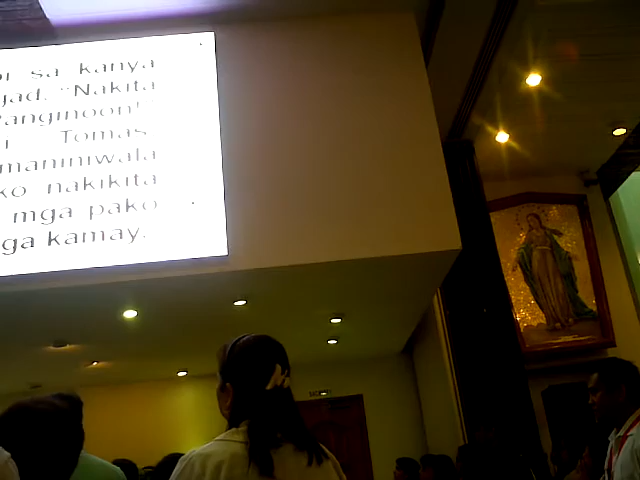 sa kanya
"Nakita
Panginoon!"
Tomas,
maniniwala
ko nakikita
mga pako
mga kamay,